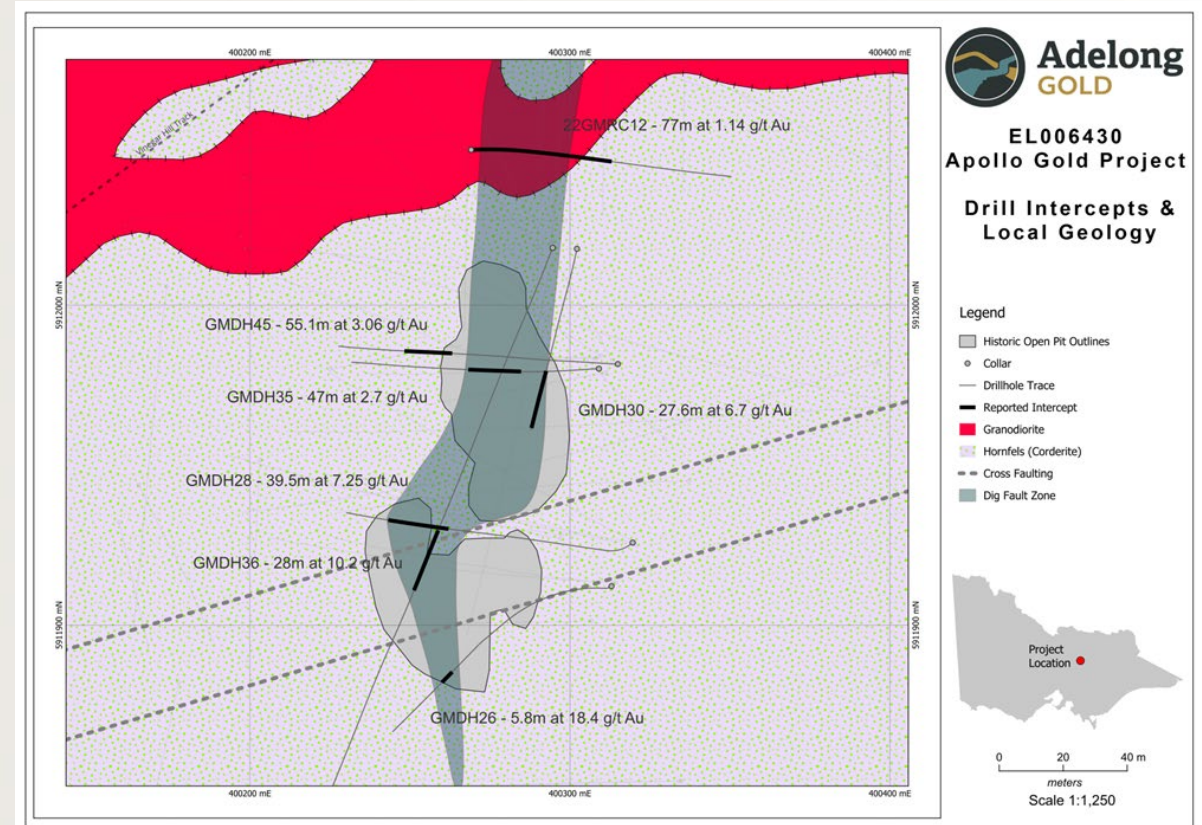 400200 mE
400300 mE
400400 mE
Vinegar Hill Track
22GMRC12 - 77m at 1.14 g/t Au
5912000 mN
5912000 mN
GMDH45 - 55.1m at 3.06 g/t Au
GMDH35 - 47m at 2.7 g/t Au
GMDH30 - 27.6m at 6.7 g/t Au
GMDH28 - 39.5m at 7.25 g/t Au
GMDH36 - 28m at 10.2 g/t Au
5911900 mN
5911900 mN
GMDH26 - 5.8m at 18.4 g/t Au
400200 mE
400300 mE
400400 mE
Adelong
GOLD
EL006430
Apollo Gold Project
Drill Intercepts &
Local Geology
Legend
Historic Open Pit Outlines
Collar
Drillhole Trace
Reported Intercept
Granodiorite
Hornfels (Corderite)
Cross Faulting
Dig Fault Zone
Project
Location
0 20 40 m
meters
Scale 1:1,250